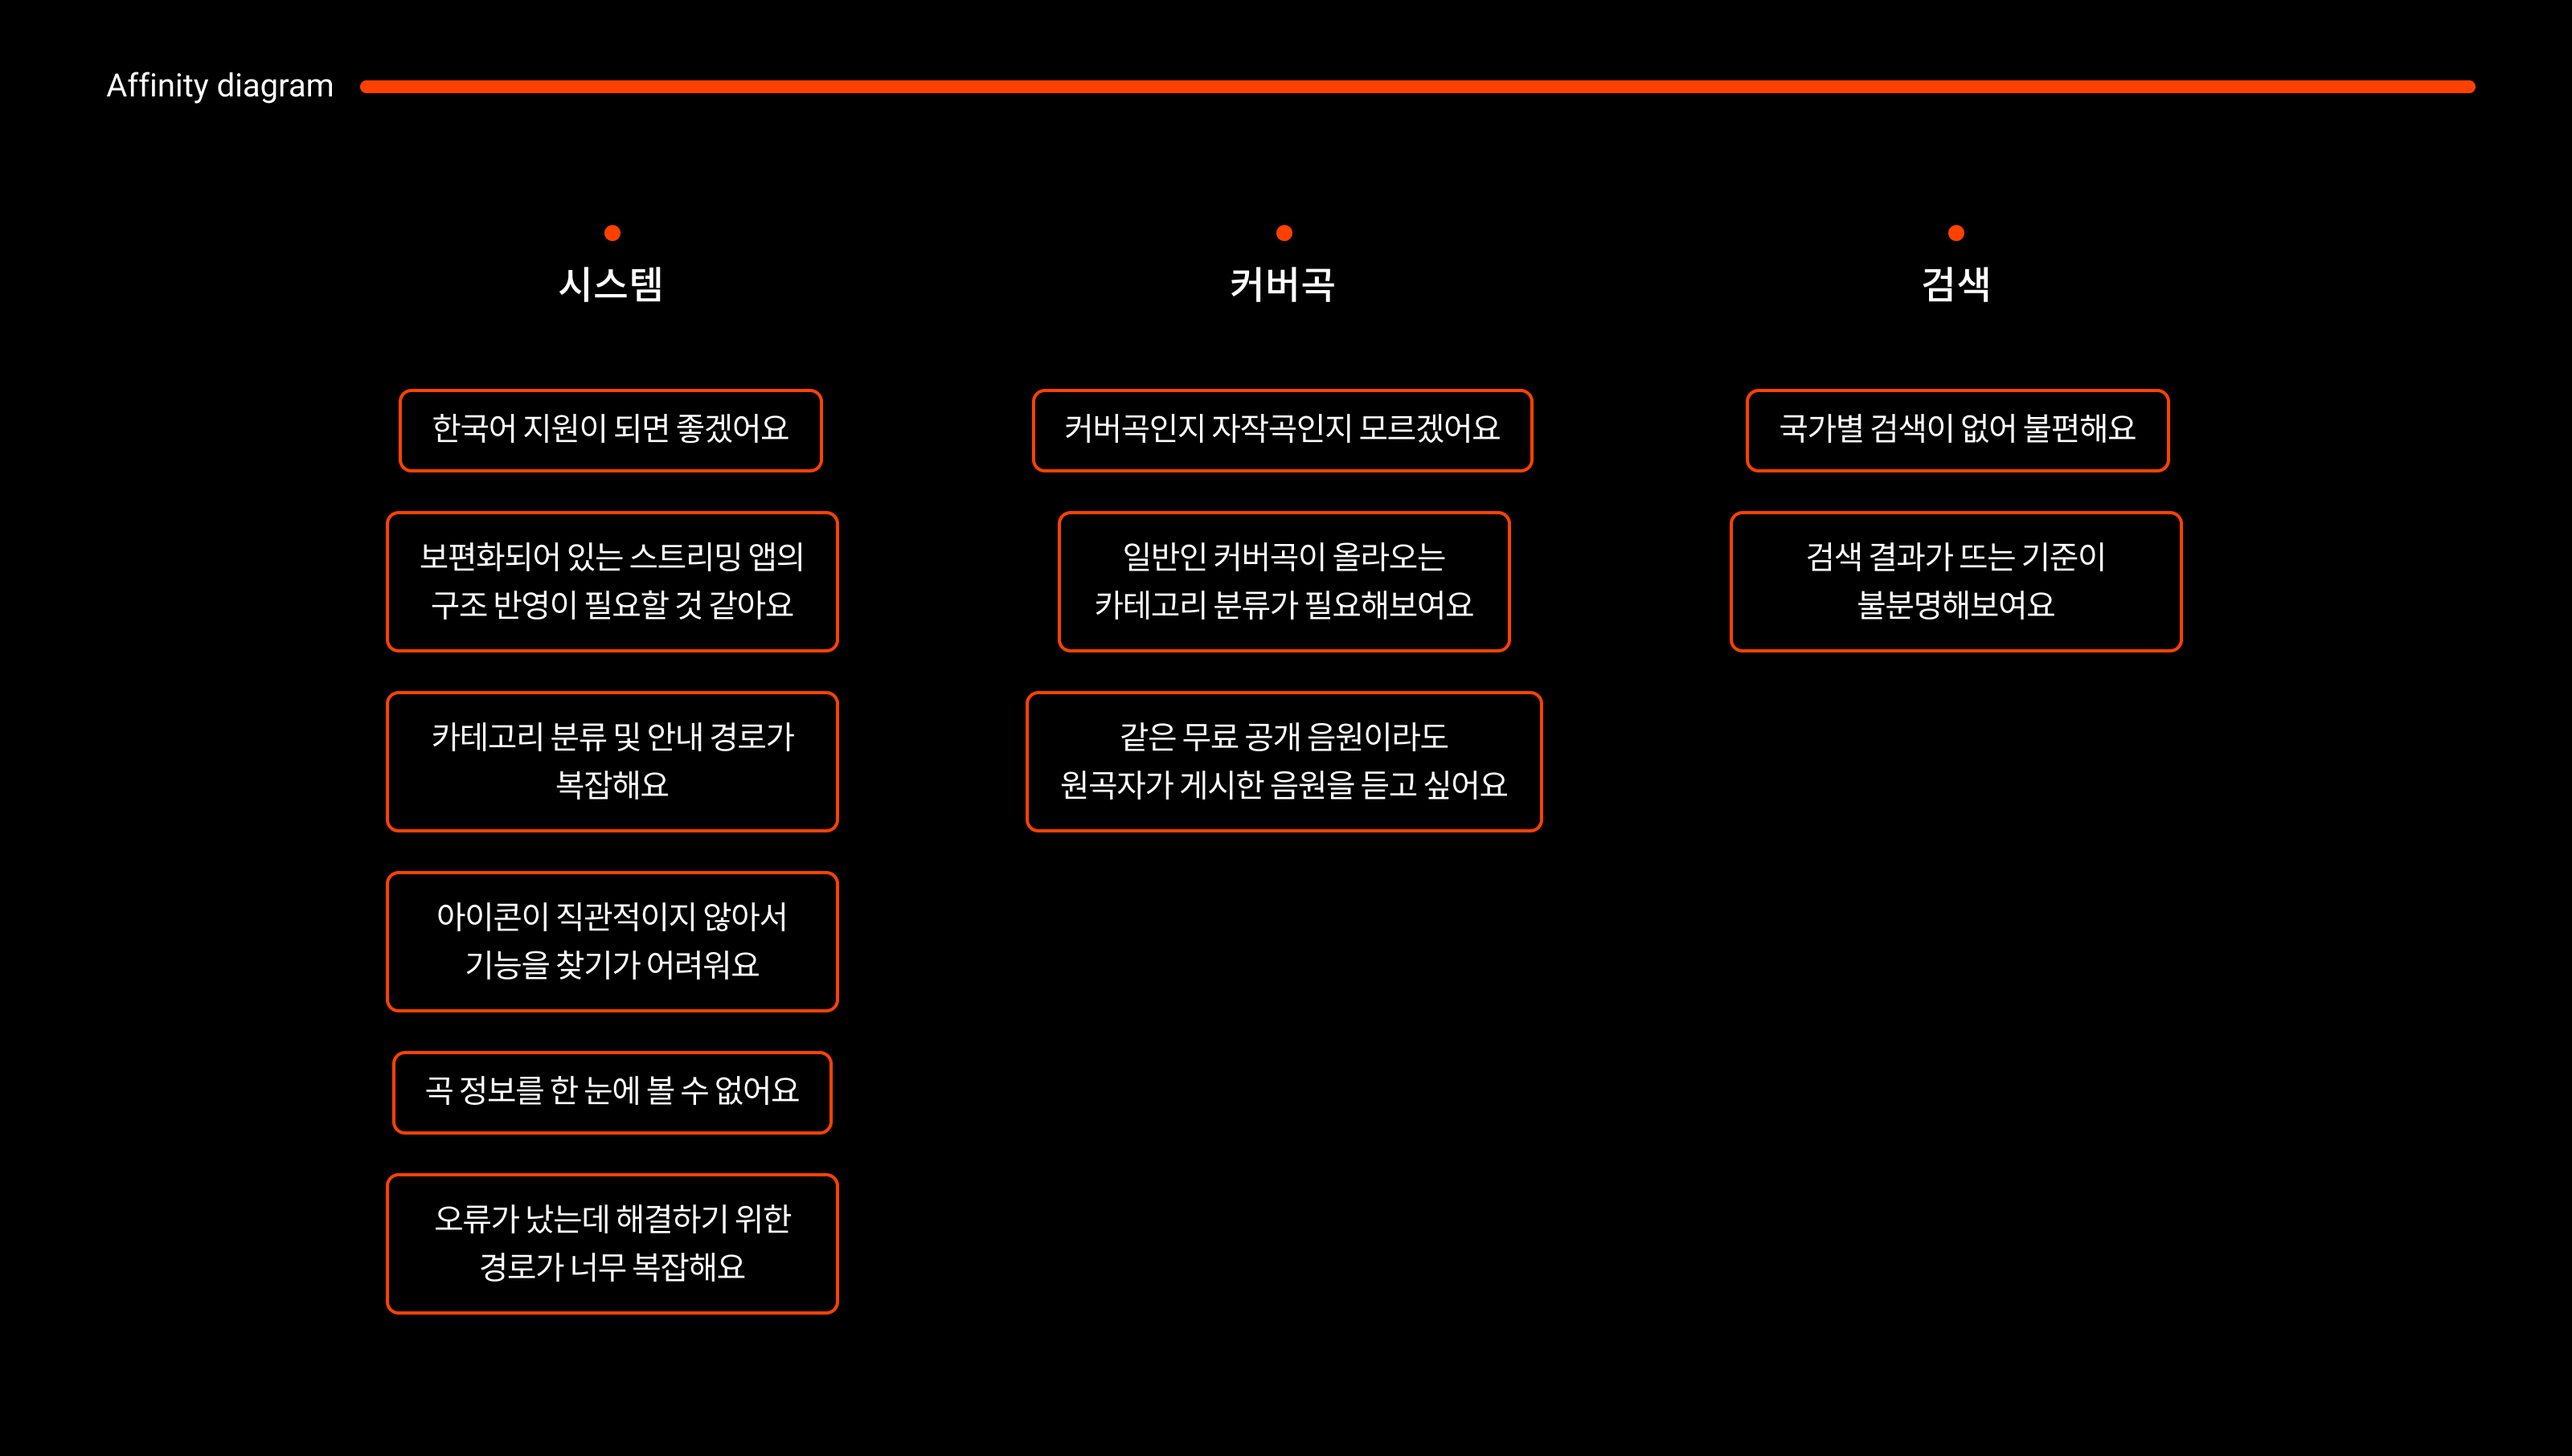 Affinity diagram
시스템
한국어 지원이 되면 좋겠어요
보편화되어 있는 스트리밍 앱의
구조 반영이 필요할 것 같아요
카테고리 분류 및 안내 경로가
복잡해요
아이콘이 직관적이지 않아서
기능을 찾기가 어려워요
곡 정보를 한 눈에 볼 수 없어요
오류가 났는데 해결하기 위한
경로가 너무 복잡해요
커버곡
커버곡인지 자작곡인지 모르겠어요
일반인 커버곡이 올라오는
카테고리 분류가 필요해보여요
같은 무료 공개 음원이라도
원곡자가 게시한 음원을 듣고 싶어요
검색
국가별 검색이 없어 불편해요
검색 결과가 뜨는 기준이
불분명해보여요